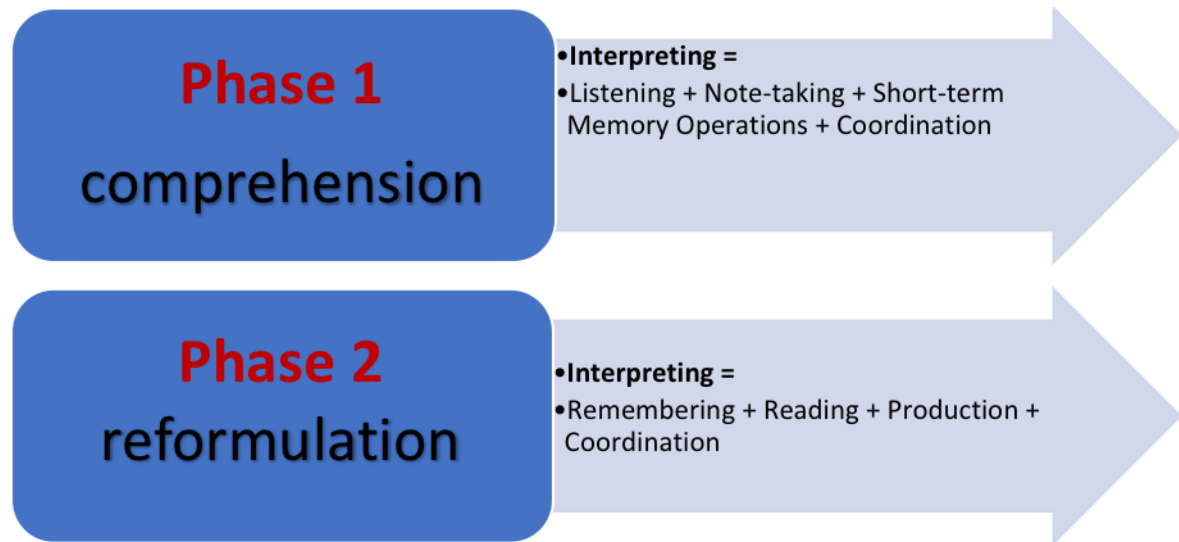 Phase 1
comprehension
•Interpreting =
•Listening + Note-taking + Short-term
Memory Operations + Coordination
Phase 2
reformulation
•Interpreting =
•Remembering + Reading + Production +
Coordination